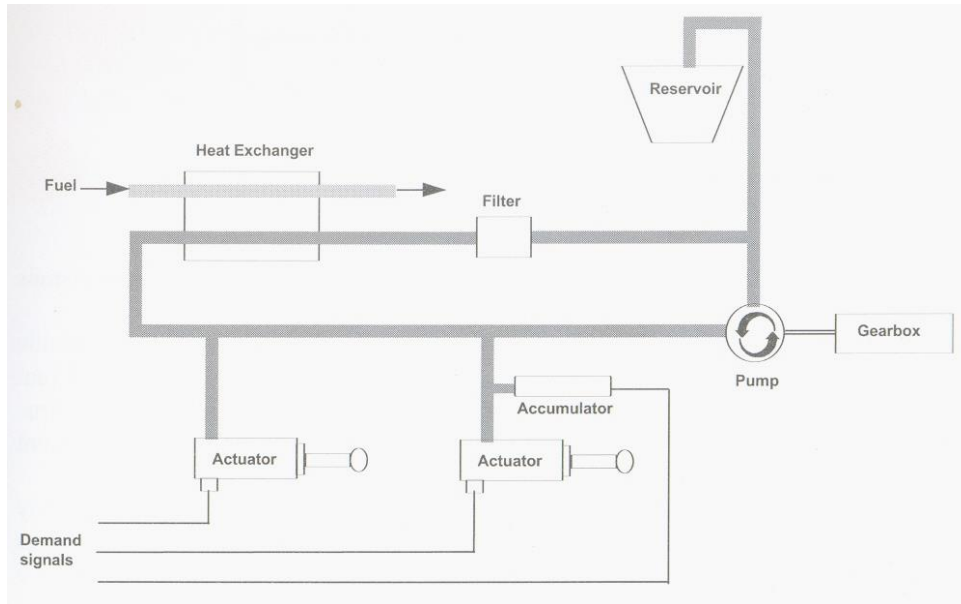 Reservoir
Heat Exchanger
Fuel
Filter
Gearbox
Pump
Accumulator
Actuator
Actuator
Demand
signals